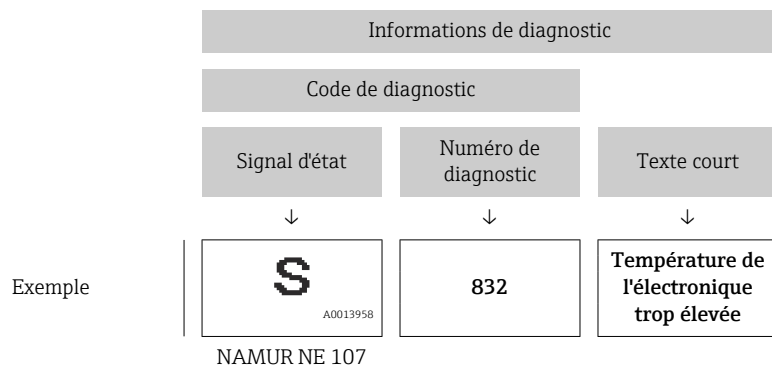 Informations de diagnostic
Code de diagnostic
Signal d'état
Numéro de
diagnostic
Texte court
↓ ↓ ↓
Exemple
S
A0013958
832
Température de
l'électronique
trop élevée
NAMUR NE 107